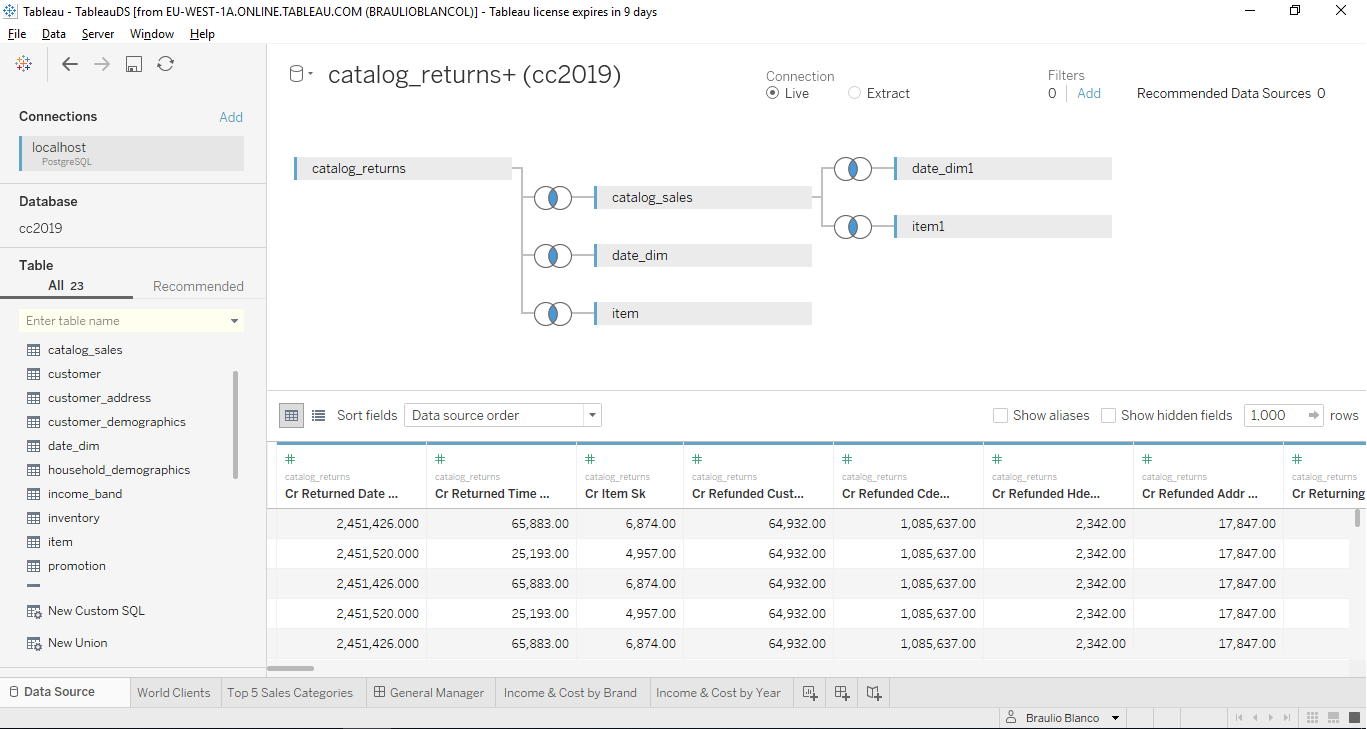 Tableau - TableauDS [from EU-WEST-1A.ONLINE.TABLEAU.COM (BRAULIOBLANCOL)] - Tableau license expires in 9 days
File Data Server Window Help
Connections Add
localhost
PostgreSQL
Database
cc2019
Table
All 23 Recommended
Enter table name
catalog_sales
customer
customer_address
customer_demographics
date_dim
household_demographics
income_band
inventory
item
promotion
New Custom SQL
New Union
catalog_returns+ (cc2019)
Connection
Live Extract
Filters
0 Add
Recommended Data Sources 0
catalog_returns
catalog_sales
date_dim
item
date_dim1
item1
Sort fields Data source order Show aliases Show hidden fields 1,000 rows
# # # # # # # #
catalog_returns catalog_returns catalog_returns catalog_returns catalog_returns catalog_returns catalog_returns catalog_returns
Cr Returned Date ... Cr Returned Time ... Cr Item Sk Cr Refunded Cust... Cr Refunded Cde... Cr Refunded Hde... Cr Refunded Addr ... Cr Returning
2,451,426.000 65,883.00 6,874.00 64,932.00 1,085,637.00 2,342.00 17,847.00
2,451,520.000 25,193.00 4,957.00 64,932.00 1,085,637.00 2,342.00 17,847.00
2,451,426.000 65,883.00 6,874.00 64,932.00 1,085,637.00 2,342.00 17,847.00
2,451,520.000 25,193.00 4,957.00 64,932.00 1,085,637.00 2,342.00 17,847.00
2,451,426.000 65,883.00 6,874.00 64,932.00 1,085,637.00 2,342.00 17,847.00
Data Source World Clients Top 5 Sales Categories General Manager Income & Cost by Brand Income & Cost by Year
Braulio Blanco